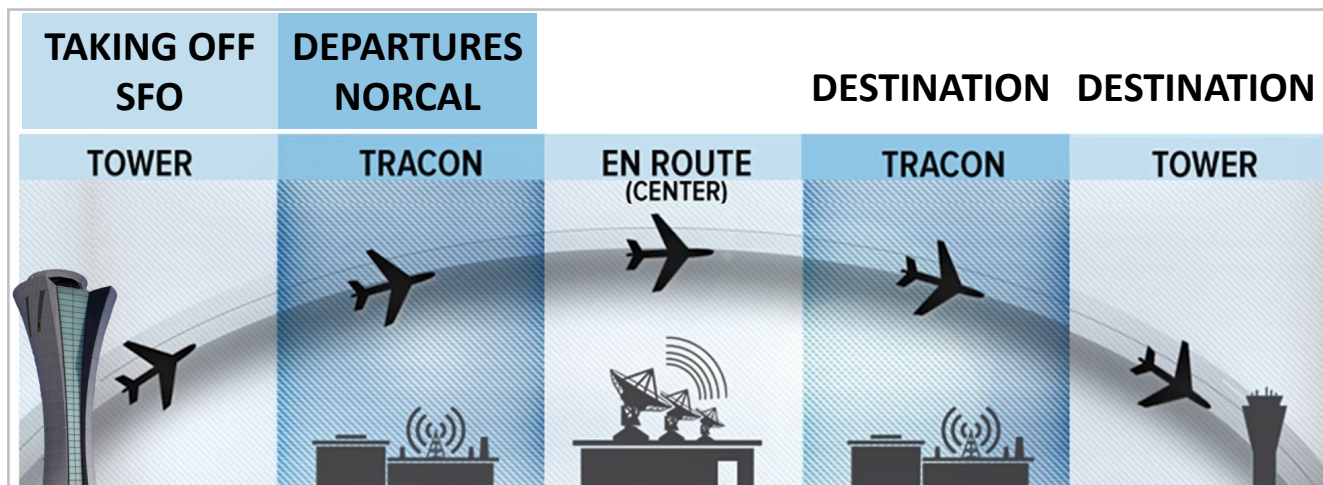 TAKING OFF
SFO
DEPARTURES
NORCAL
DESTINATION
DESTINATION
TOWER
TRACON
EN ROUTE
(CENTER)
TRACON
TOWER